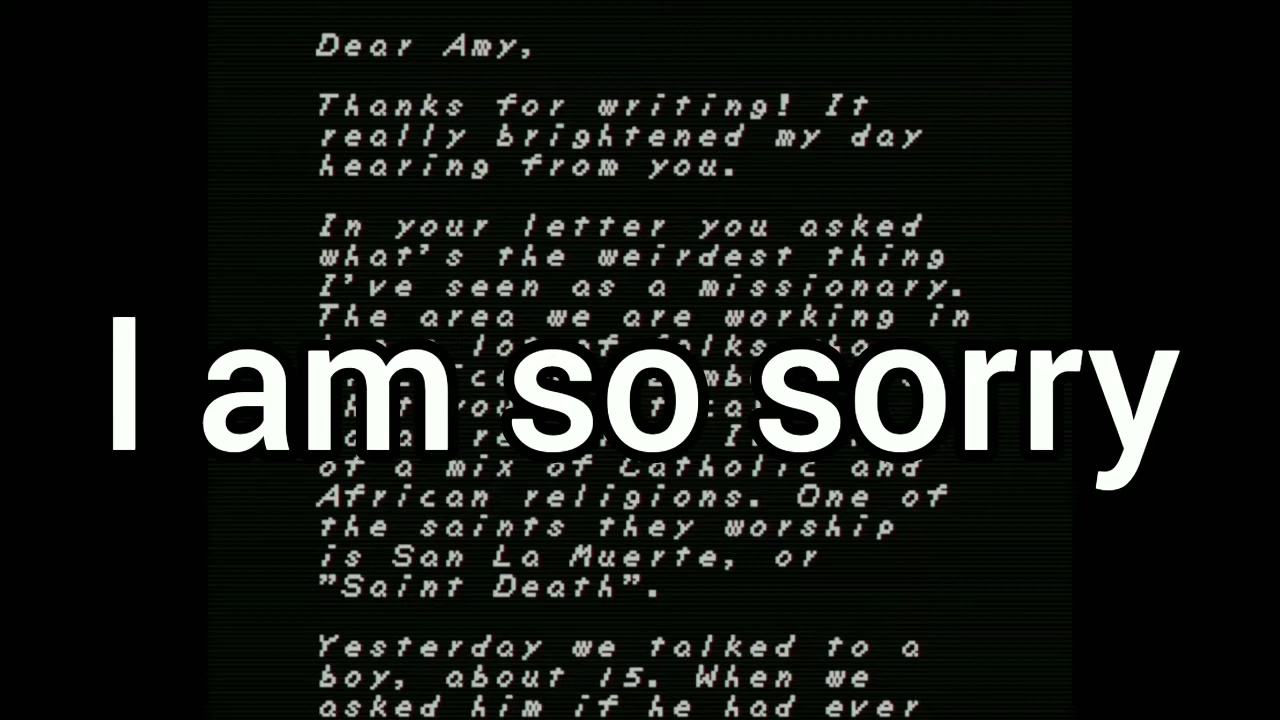 Dear Amy,
Thanks for writing! It
really brightened my day
hearing from you.
In your letter you asked
what's the weirdest thing
I've seen as a missionary.
The area we are working in
I am so sorry
of a mix of Catholic and
African religions. One of
the saints they worship
is San La Muerte, or
"Saint Death".
Yesterday we talked to a
boy, about 15. When we
asked him if he had ever